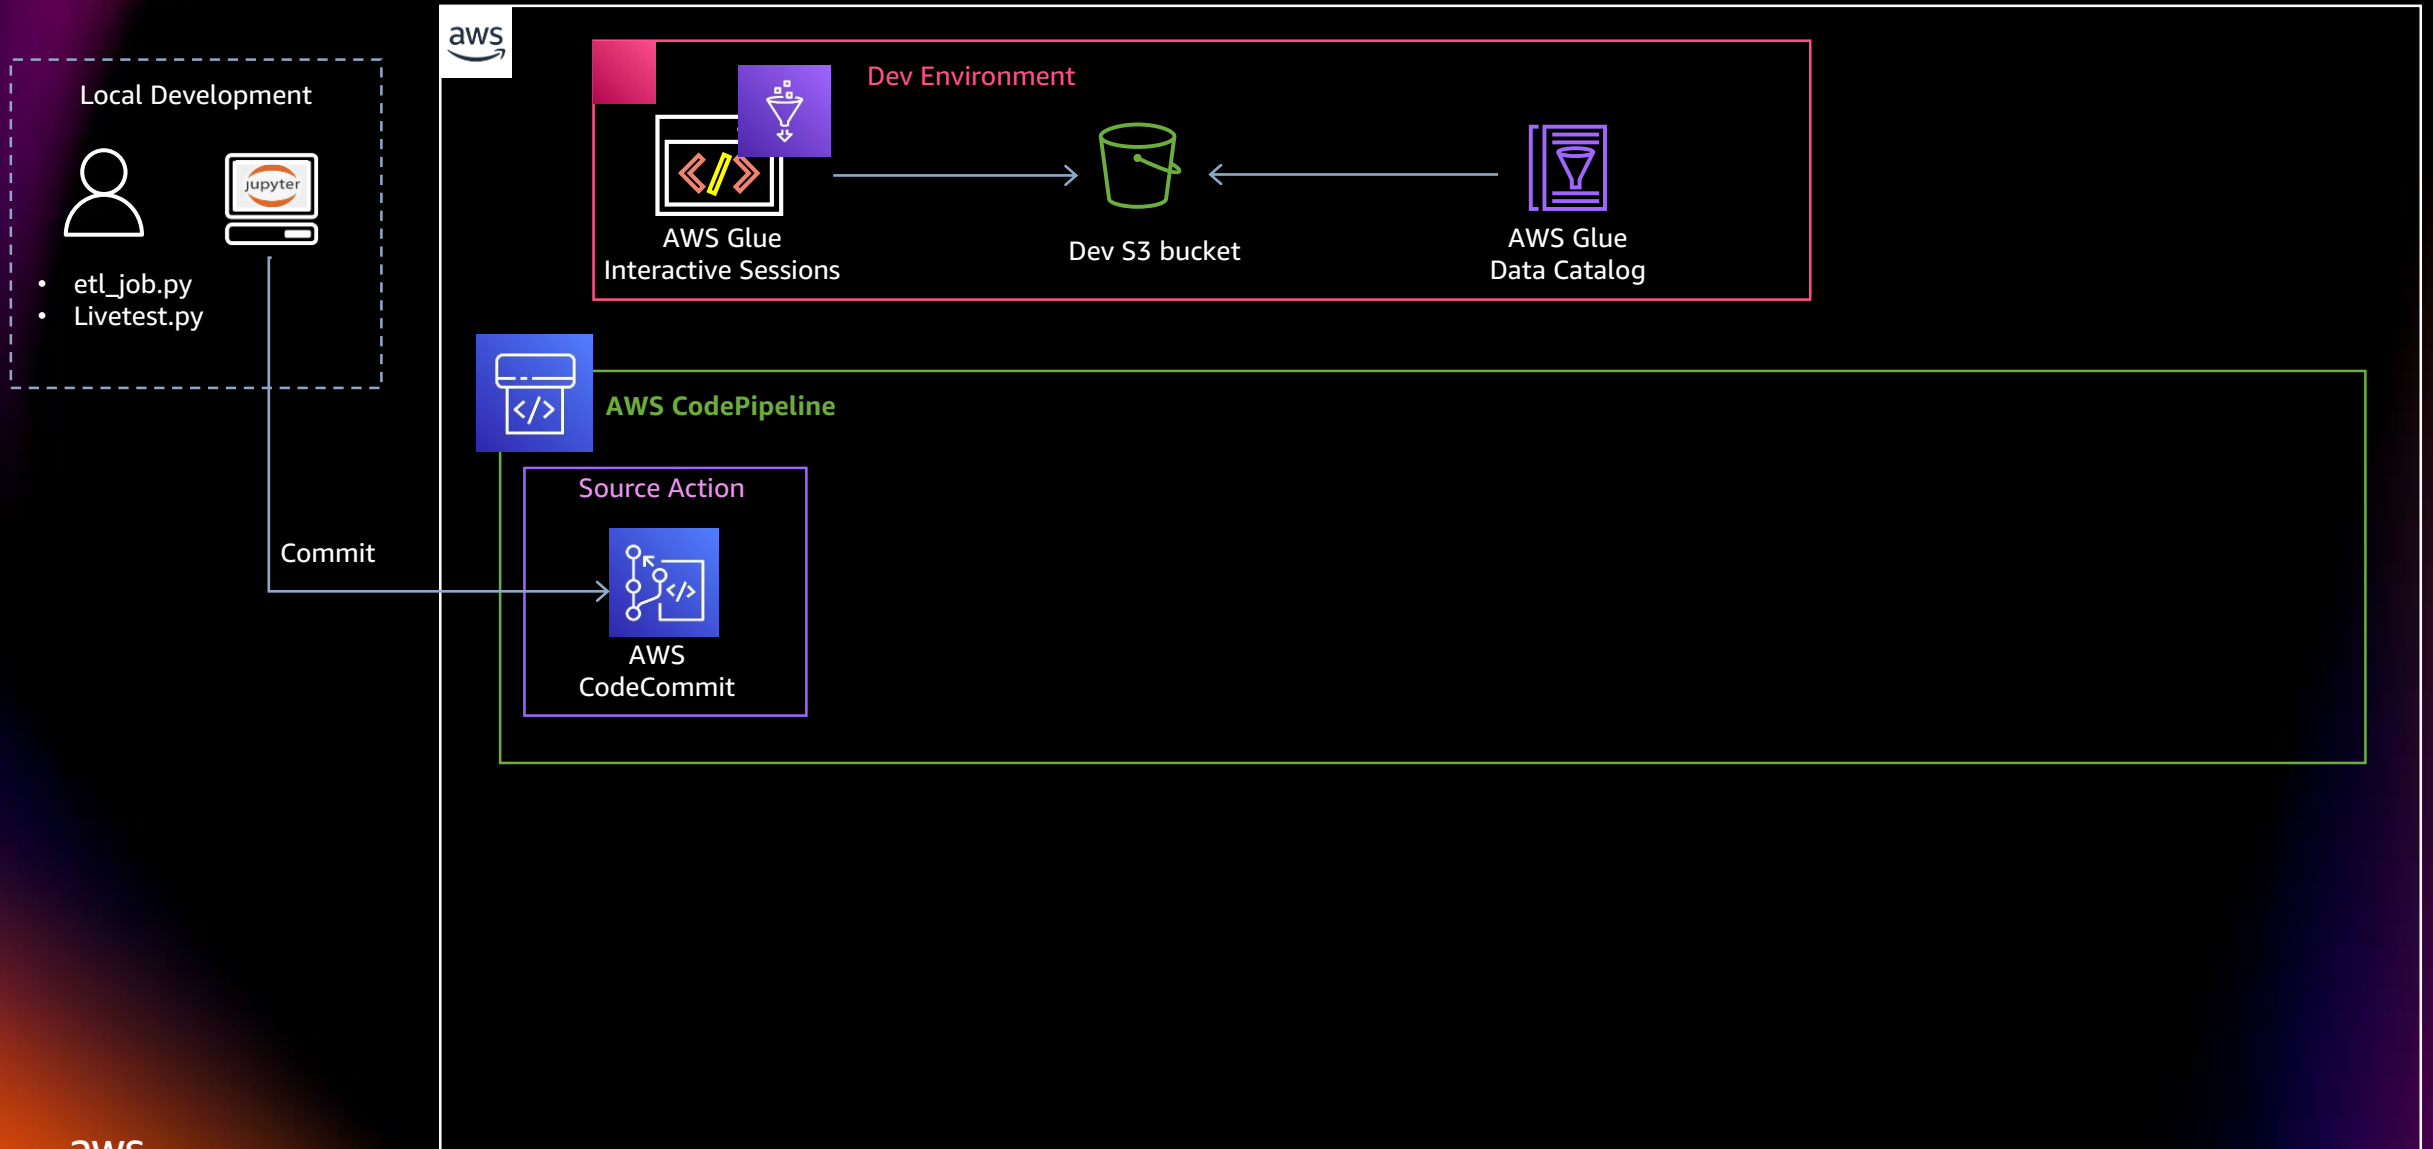 aws
Local Development
jupyter
• etl_job.py
• Livetest.py
Dev Environment
AWS Glue
Interactive Sessions
Dev S3 bucket
AWS Glue
Data Catalog
AWS CodePipeline
Source Action
Commit
AWS
CodeCommit
aws